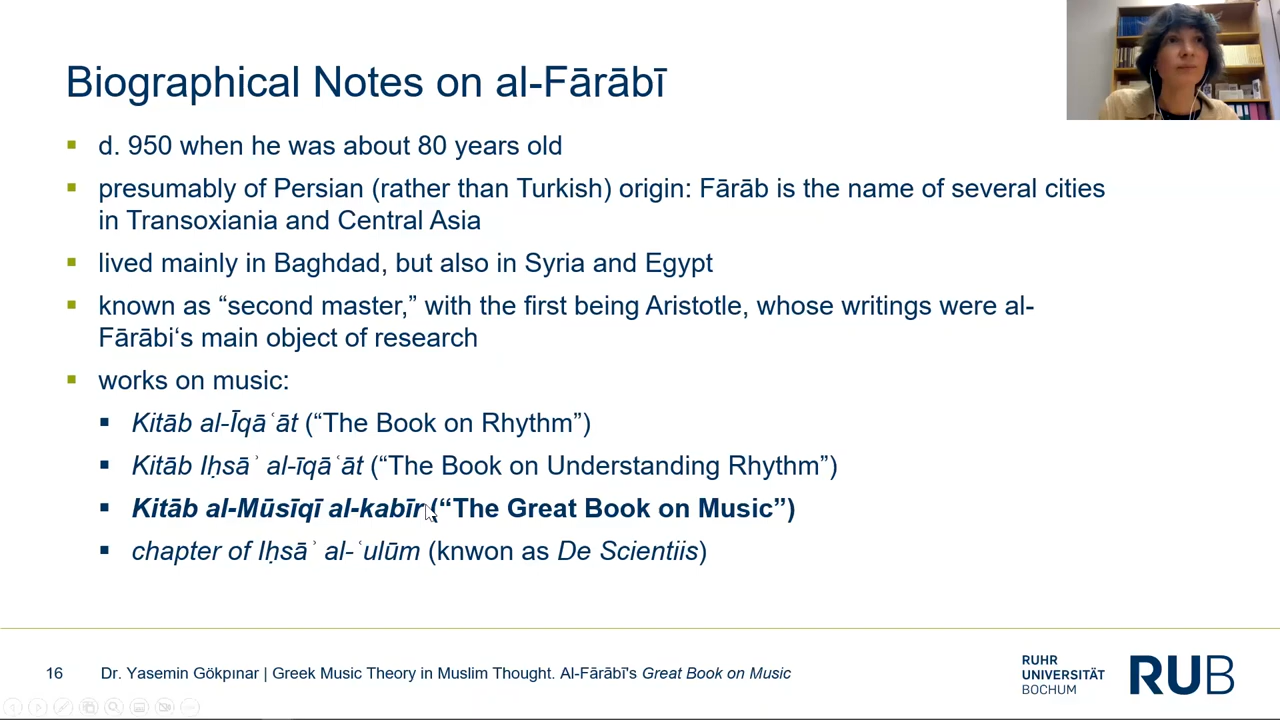 Biographical Notes on al-Fārābī
▪ d. 950 when he was about 80 years old
▪ presumably of Persian (rather than Turkish) origin: Fārāb is the name of several cities
in Transoxiania and Central Asia
▪ lived mainly in Baghdad, but also in Syria and Egypt
▪ known as “second master,” with the first being Aristotle, whose writings were al-
Fārābi‘s main object of research
▪ works on music:
▪ Kitāb al-Īqāʿāt (“The Book on Rhythm”)
▪ Kitāb Iḥsāʾ al-īqāʿāt (“The Book on Understanding Rhythm”)
▪ Kitāb al-Mūsīqī al-kabīr (“The Great Book on Music”)
▪ chapter of Iḥsāʾ al-ʿulūm (knwon as De Scientiis)
16 Dr. Yasemin Gökpınar | Greek Music Theory in Muslim Thought. Al-Fārābī's Great Book on Music
RUHR
UNIVERSITÄT
BOCHUM
RUB